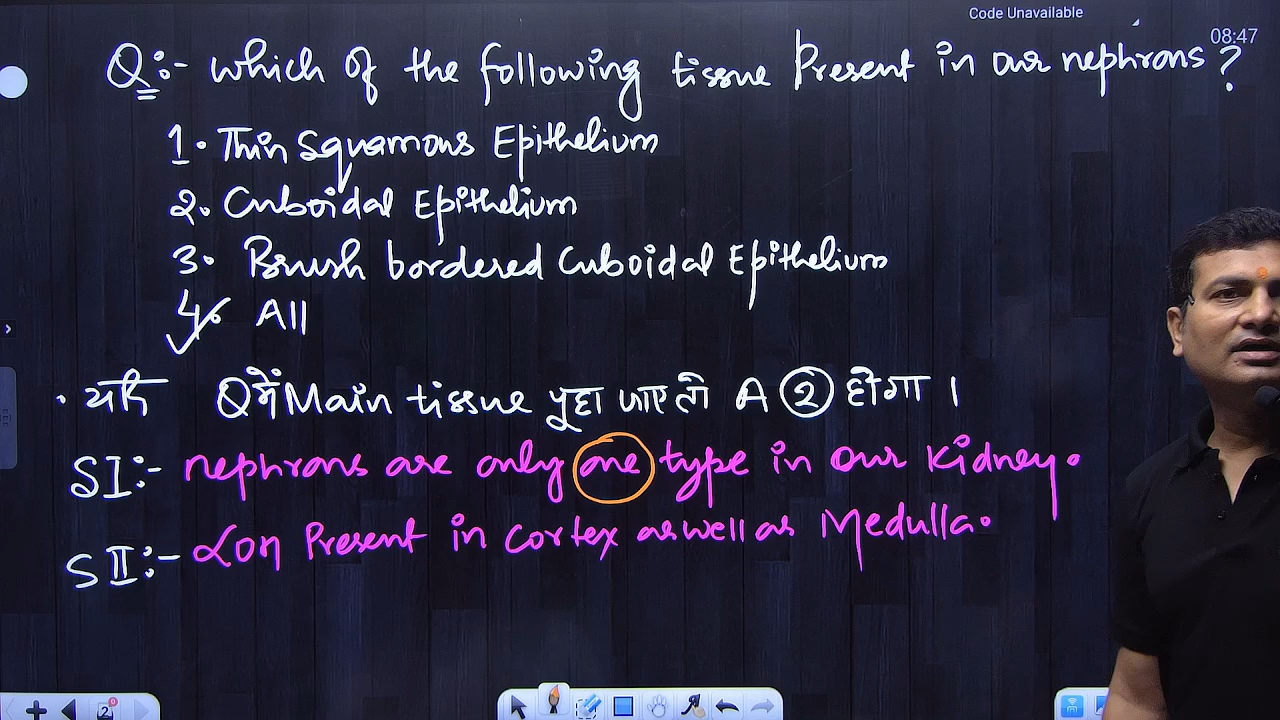 Code Unavailable
08:47
Q:- which of the following tissue Present in our nephrons?
1. Thin Squamous Epithelium
2. Cuboidal Epithelium
3. Brush bordered Cuboidal Epithelium
4. All
. यदि Q में Main tissue पूछा जाए तो A ② होगा ।
SI:- nephrons are only one type in our kidney.
SII:- LOH Present in cortex as well as Medulla.
2